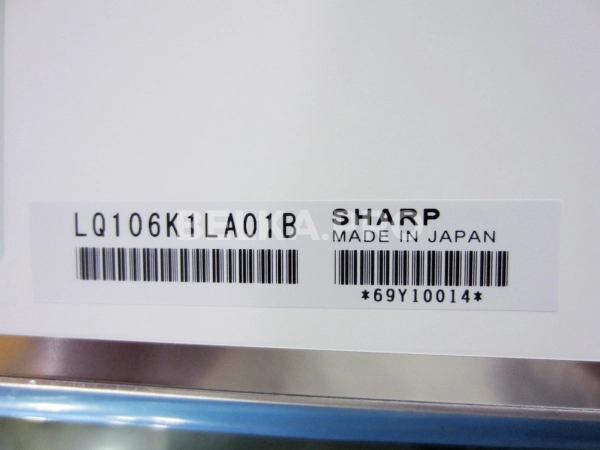 LQ106K1LA01B
SHARP
MADE IN JAPAN
*69Y10014*